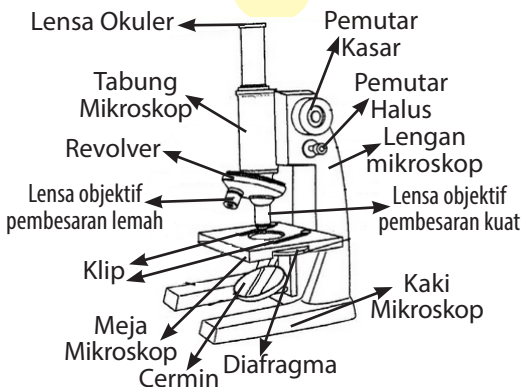 Lensa Okuler
Pemutar
Kasar
Tabung
Mikroskop
Pemutar
Halus
Revolver
Lengan
mikroskop
Lensa objektif
pembesaran lemah
Lensa objektif
pembesaran kuat
Klip
Kaki
Mikroskop
Meja
Mikroskop
Diafragma
Cermin